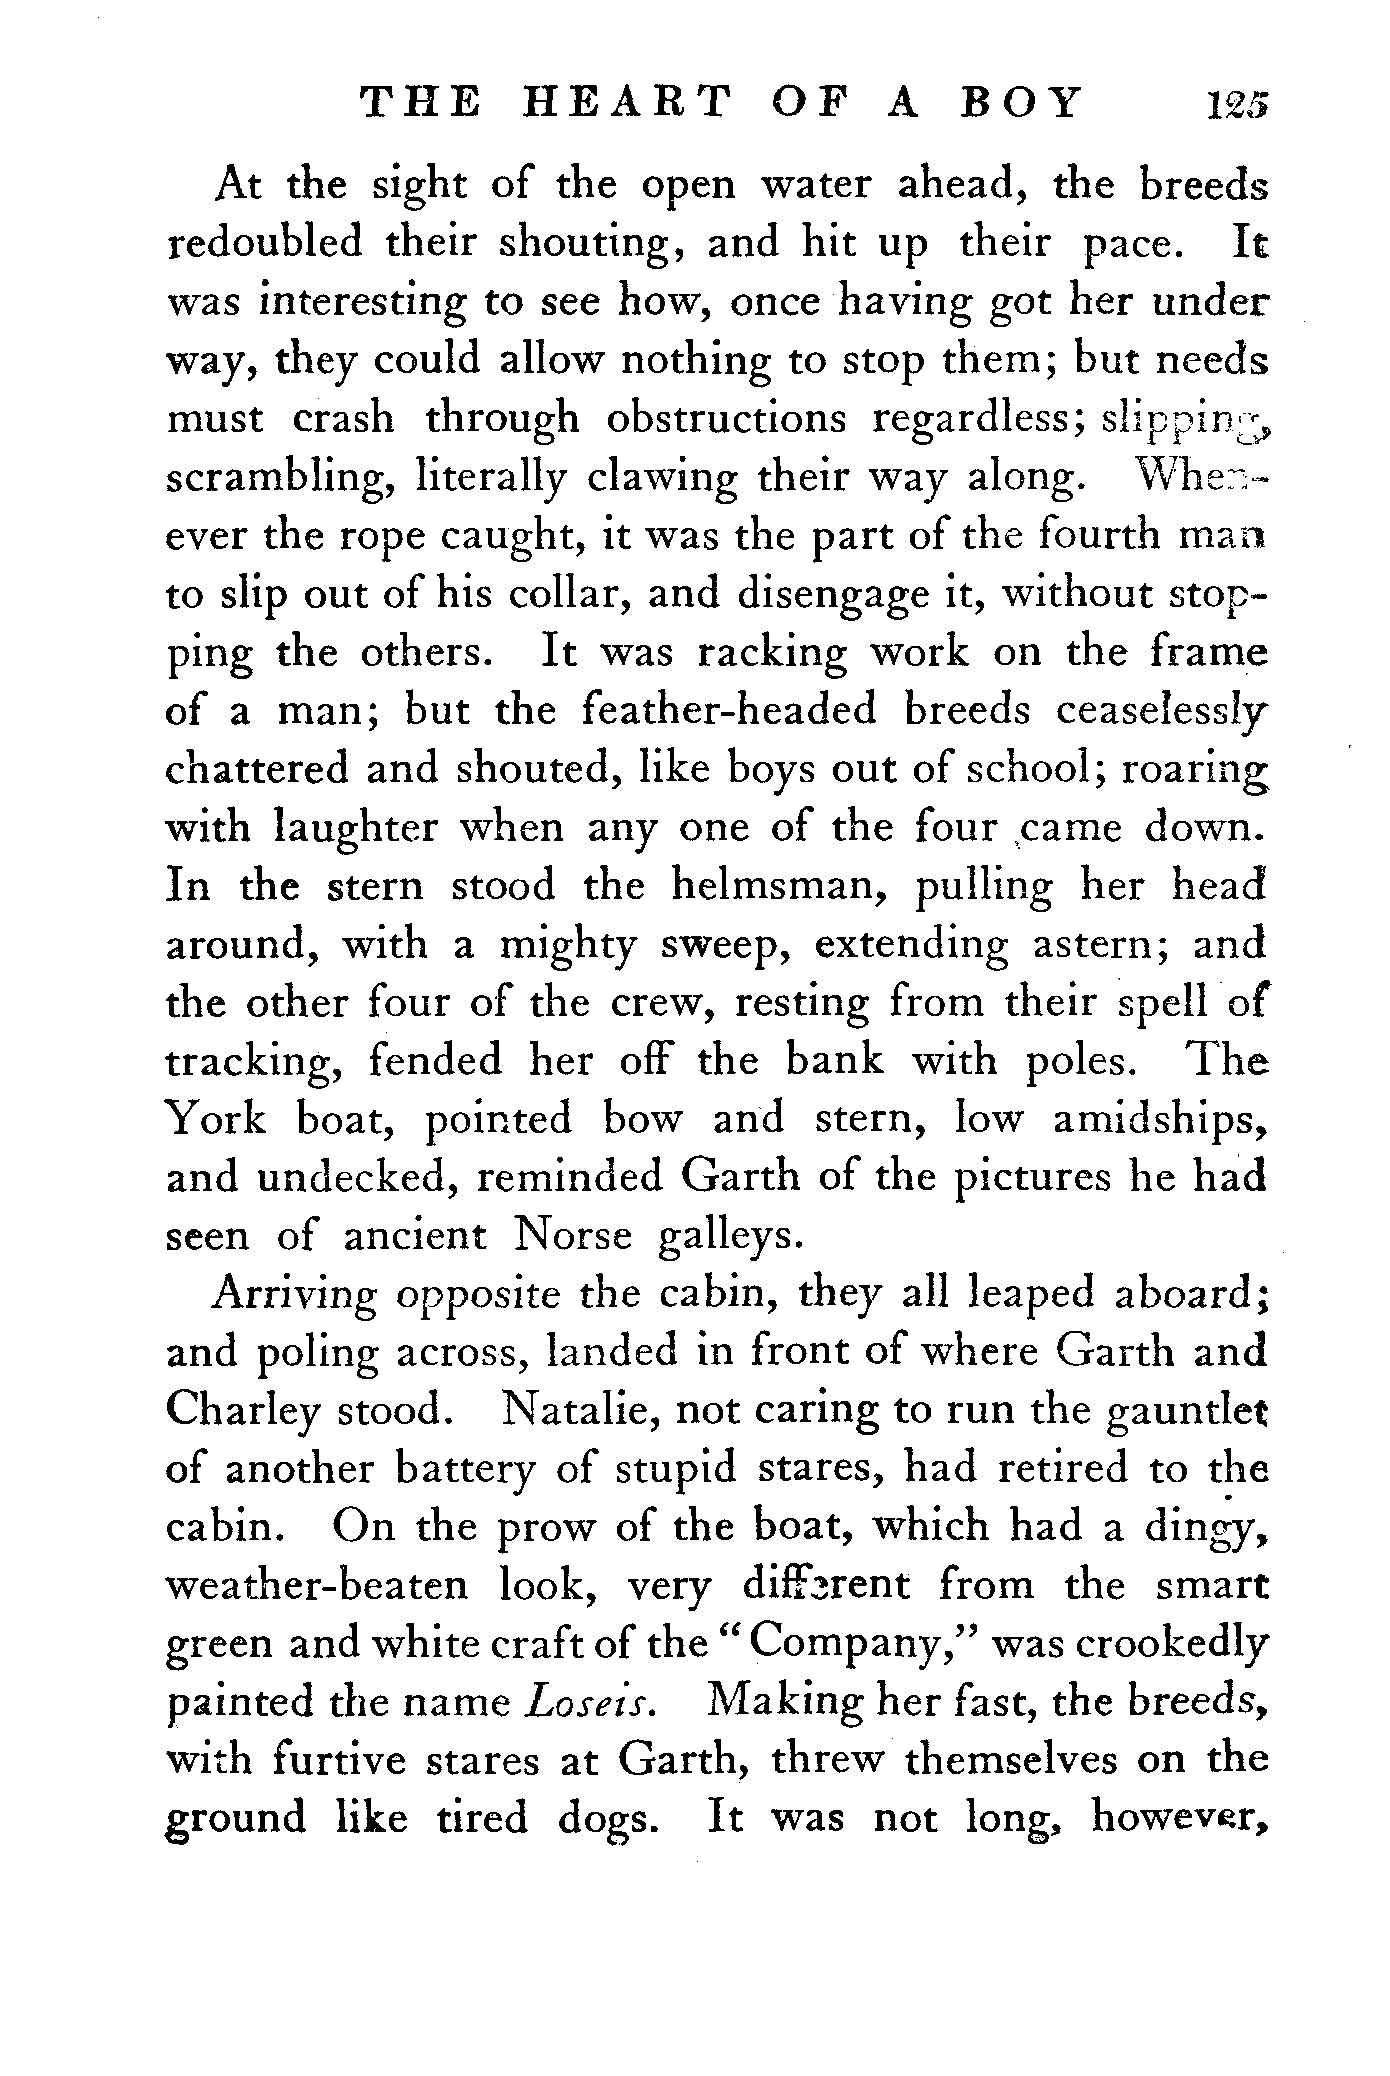 THE HEART OF A BOY 125
At the sight of the open water ahead, the breeds
redoubled their shouting, and hit up their pace. It
was interesting to see how, once having got her under
way, they could allow nothing to stop them; but needs
must crash through obstructions regardless; slipping,
scrambling, literally clawing their way along. When-
ever the rope caught, it was the part of the fourth man
to slip out of his collar, and disengage it, without stop-
ping the others. It was racking work on the frame
of a man; but the feather-headed breeds ceaselessly
chattered and shouted, like boys out of school; roaring
with laughter when any one of the four came down.
In the stern stood the helmsman, pulling her head
around, with a mighty sweep, extending astern; and
the other four of the crew, resting from their spell of
tracking, fended her off the bank with poles. The
York boat, pointed bow and stern, low amidships,
and undecked, reminded Garth of the pictures he had
seen of ancient Norse galleys.
Arriving opposite the cabin, they all leaped aboard;
and poling across, landed in front of where Garth and
Charley stood. Natalie, not caring to run the gauntlet
of another battery of stupid stares, had retired to the
cabin. On the prow of the boat, which had a dingy,
weather-beaten look, very different from the smart
green and white craft of the "Company," was crookedly
painted the name Loseis. Making her fast, the breeds,
with furtive stares at Garth, threw themselves on the
ground like tired dogs. It was not long, however,